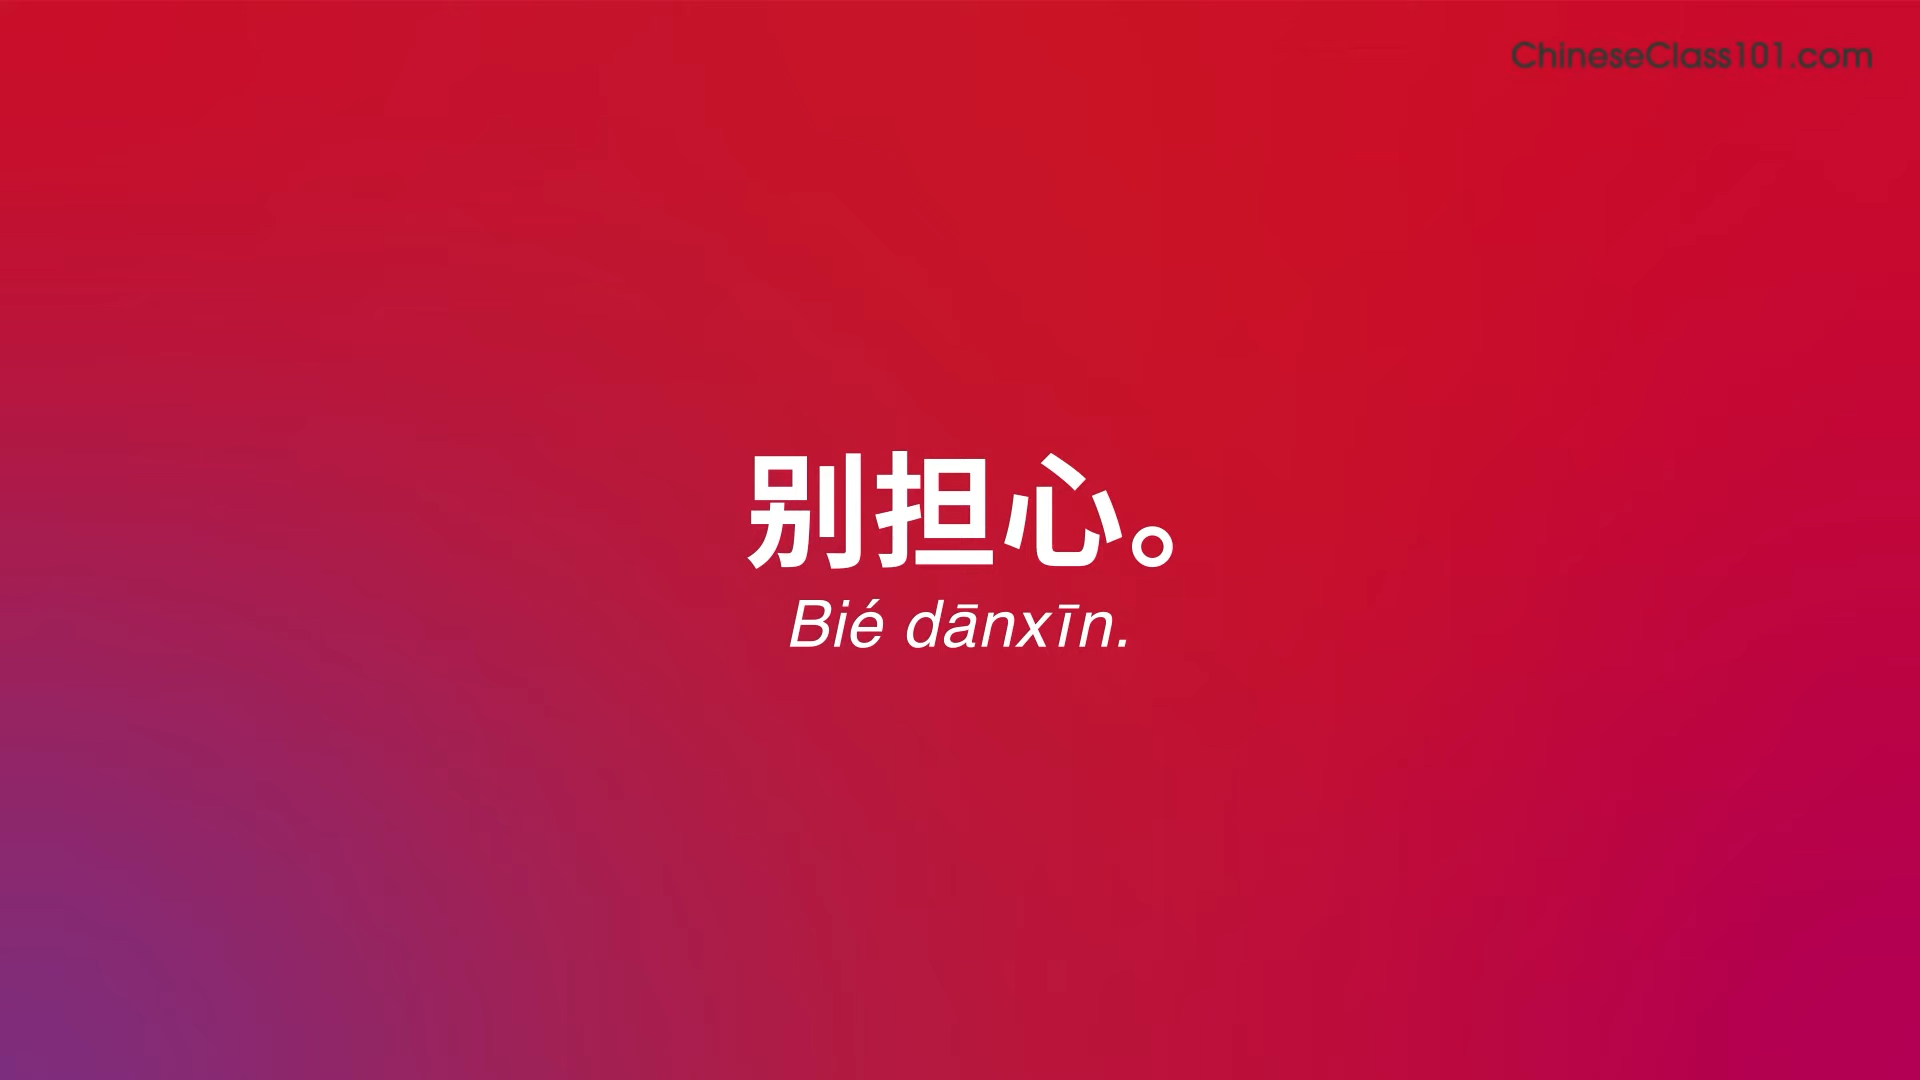 ChineseClass101.com
别担心。
Bié dānxīn.